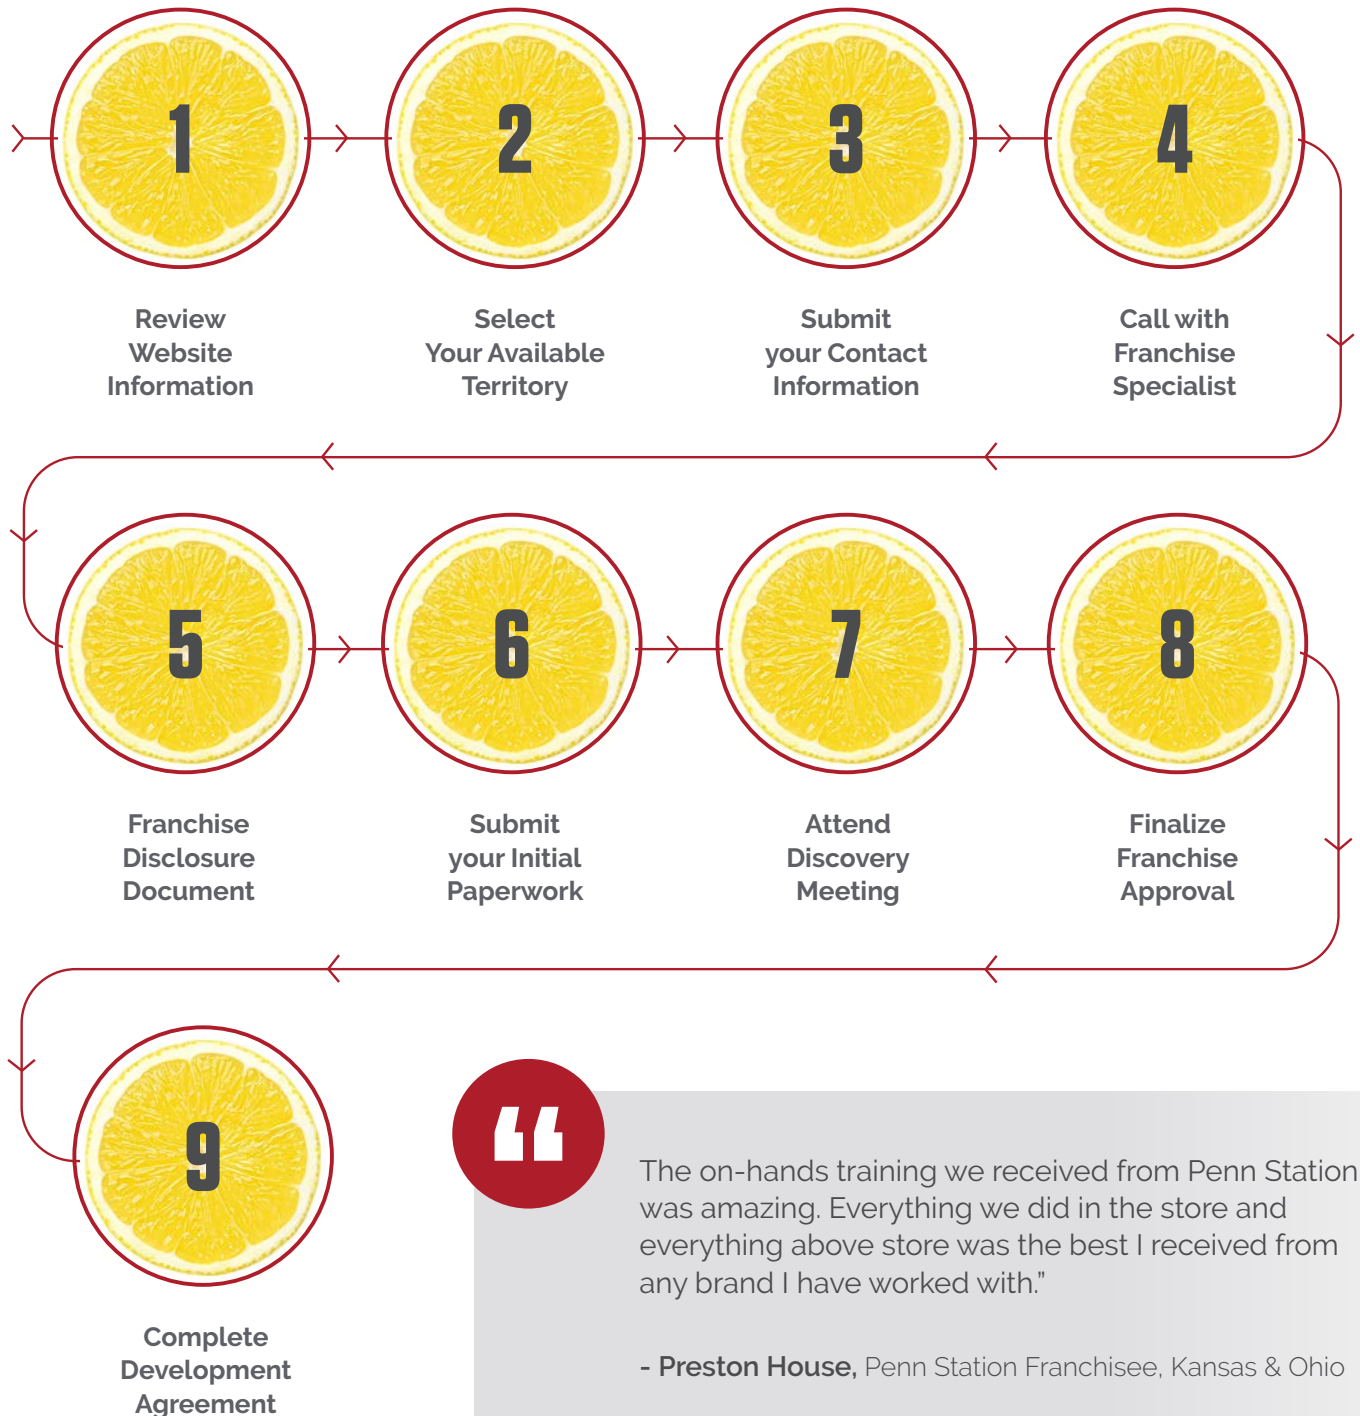 1
2
3
4
Review
Website
Information
Select
Your Available
Territory
Submit
your Contact
Information
Call with
Franchise
Specialist
5
6
7
8
Franchise
Disclosure
Document
Submit
your Initial
Paperwork
Attend
Discovery
Meeting
Finalize
Franchise
Approval
9
Complete
Development
Agreement
“
The on-hands training we received from Penn Station
was amazing. Everything we did in the store and
everything above store was the best I received from
any brand I have worked with.”
- Preston House, Penn Station Franchisee, Kansas & Ohio